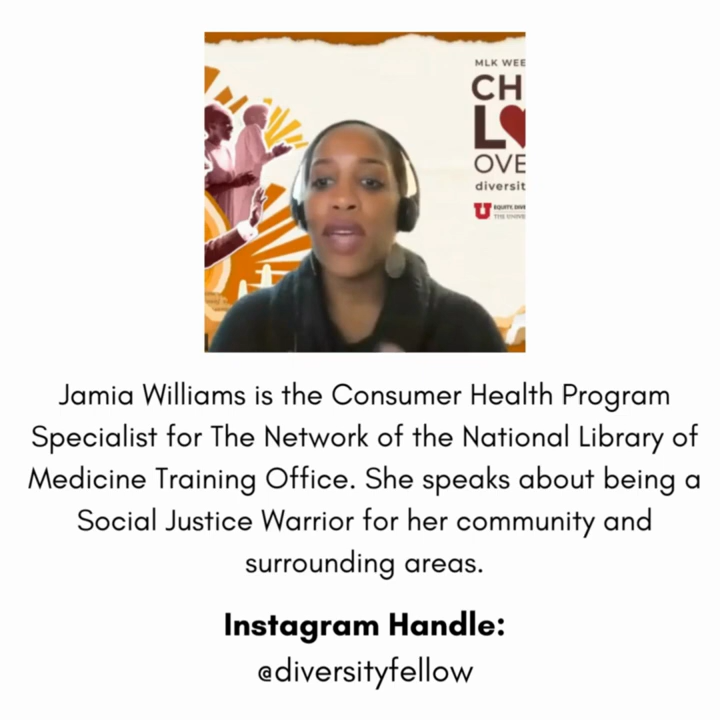 MLK WEE
CH
L
OVE
diversit
U EQUITY, DIVE
Jamia Williams is the Consumer Health Program
Specialist for The Network of the National Library of
Medicine Training Office. She speaks about being a
Social Justice Warrior for her community and
surrounding areas.
Instagram Handle:
@diversityfellow